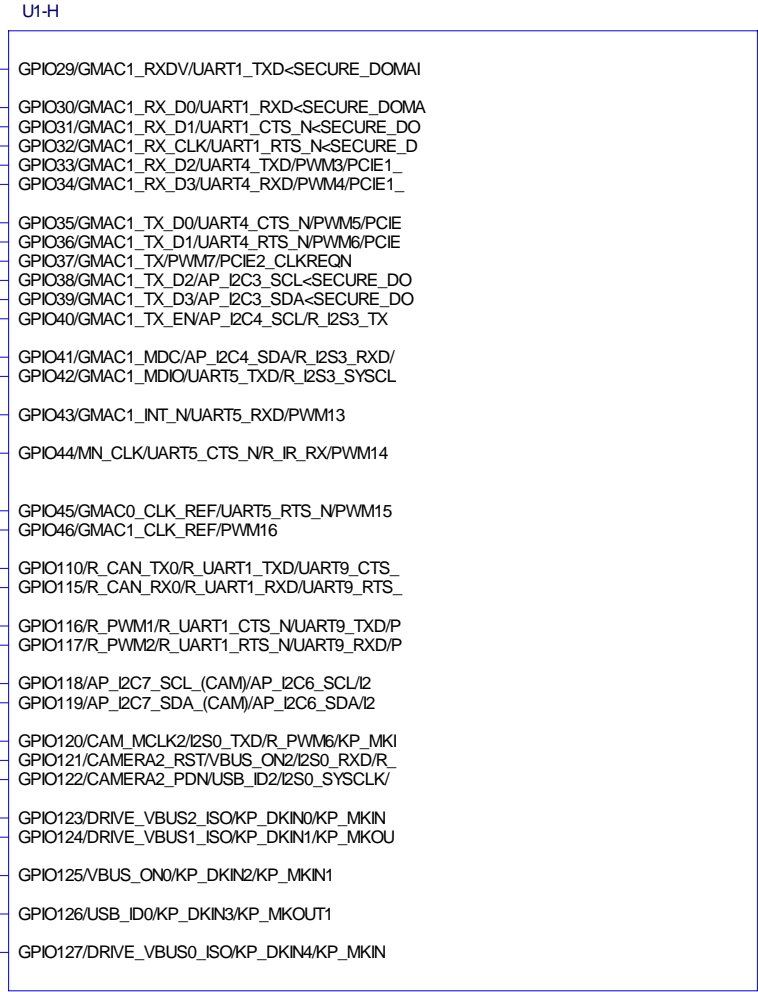 U1-H
GPIO29/GMAC1_RXDV/UART1_TXD<SECURE_DOMAI
GPIO30/GMAC1_RX_D0/UART1_RXD<SECURE_DOMA
GPIO31/GMAC1_RX_D1/UART1_CTS_N<SECURE_DO
GPIO32/GMAC1_RX_CLK/UART1_RTS_N<SECURE_D
GPIO33/GMAC1_RX_D2/UART4_TXD/PWM3/PCIE1_
GPIO34/GMAC1_RX_D3/UART4_RXD/PWM4/PCIE1_
GPIO35/GMAC1_TX_D0/UART4_CTS_N/PWM5/PCIE
GPIO36/GMAC1_TX_D1/UART4_RTS_N/PWM6/PCIE
GPIO37/GMAC1_TX/PWM7/PCIE2_CLKREQN
GPIO38/GMAC1_TX_D2/AP_I2C3_SCL<SECURE_DO
GPIO39/GMAC1_TX_D3/AP_I2C3_SDA<SECURE_DO
GPIO40/GMAC1_TX_EN/AP_I2C4_SCL/R_I2S3_TX
GPIO41/GMAC1_MDC/AP_I2C4_SDA/R_I2S3_RXD/
GPIO42/GMAC1_MDIO/UART5_TXD/R_I2S3_SYSCL
GPIO43/GMAC1_INT_N/UART5_RXD/PWM13
GPIO44/MN_CLK/UART5_CTS_N/R_IR_RX/PWM14
GPIO45/GMAC0_CLK_REF/UART5_RTS_N/PWM15
GPIO46/GMAC1_CLK_REF/PWM16
GPIO110/R_CAN_TX0/R_UART1_TXD/UART9_CTS_
GPIO115/R_CAN_RX0/R_UART1_RXD/UART9_RTS_
GPIO116/R_PWM1/R_UART1_CTS_N/UART9_TXD/P
GPIO117/R_PWM2/R_UART1_RTS_N/UART9_RXD/P
GPIO118/AP_I2C7_SCL_(CAM)/AP_I2C6_SCL/I2
GPIO119/AP_I2C7_SDA_(CAM)/AP_I2C6_SDA/I2
GPIO120/CAM_MCLK2/I2S0_TXD/R_PWM6/KP_MKI
GPIO121/CAMERA2_RST/VBUS_ON2/I2S0_RXD/R_
GPIO122/CAMERA2_PDN/USB_ID2/I2S0_SYSCLK/
GPIO123/DRIVE_VBUS2_ISO/KP_DKIN0/KP_MKIN
GPIO124/DRIVE_VBUS1_ISO/KP_DKIN1/KP_MKOU
GPIO125/VBUS_ON0/KP_DKIN2/KP_MKIN1
GPIO126/USB_ID0/KP_DKIN3/KP_MKOUT1
GPIO127/DRIVE_VBUS0_ISO/KP_DKIN4/KP_MKIN